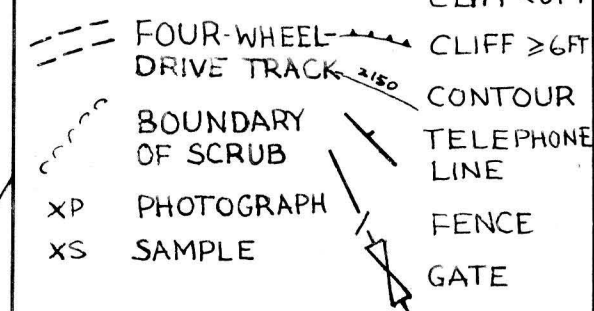 FOUR-WHEEL-
DRIVE TRACK
BOUNDARY
OF SCRUB
XP PHOTOGRAPH
XS SAMPLE
CLIFF ≥6FT
2150
CONTOUR
TELEPHONE
LINE
FENCE
GATE